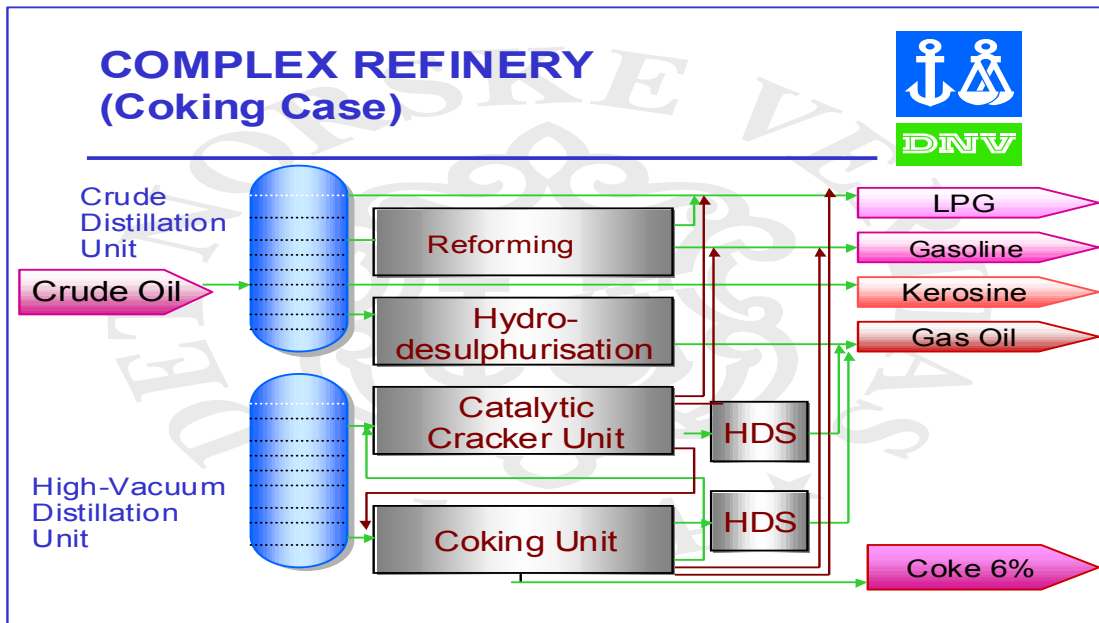 COMPLEX REFINERY
(Coking Case)
DNV
Crude
Distillation
Unit
Crude Oil
Reforming
Hydro-
desulphurisation
Catalytic
Cracker Unit
HDS
High-Vacuum
Distillation
Unit
Coking Unit
HDS
LPG
Gasoline
Kerosine
Gas Oil
Coke 6%